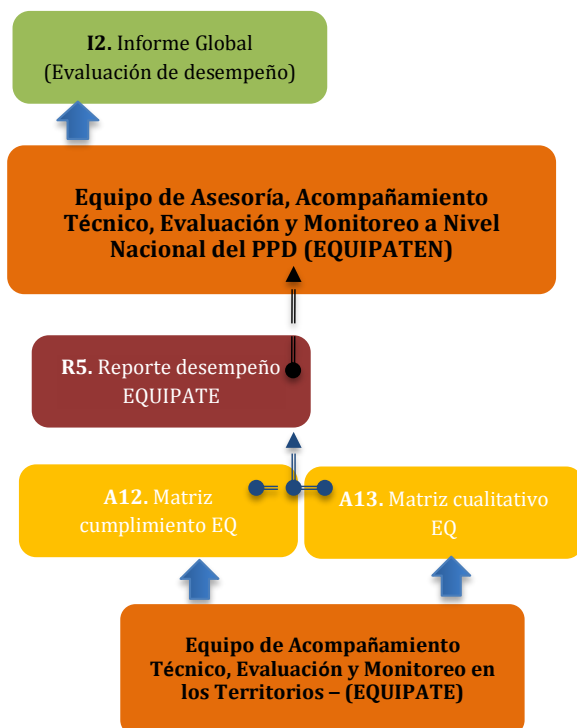 I2. Informe Global
(Evaluación de desempeño)
Equipo de Asesoría, Acompañamiento
Técnico, Evaluación y Monitoreo a Nivel
Nacional del PPD (EQUIPATEN)
R5. Reporte desempeño
EQUIPATE
A12. Matriz
cumplimiento EQ
A13. Matriz cualitativo
EQ
Equipo de Acompañamiento
Técnico, Evaluación y Monitoreo en
los Territorios – (EQUIPATE)